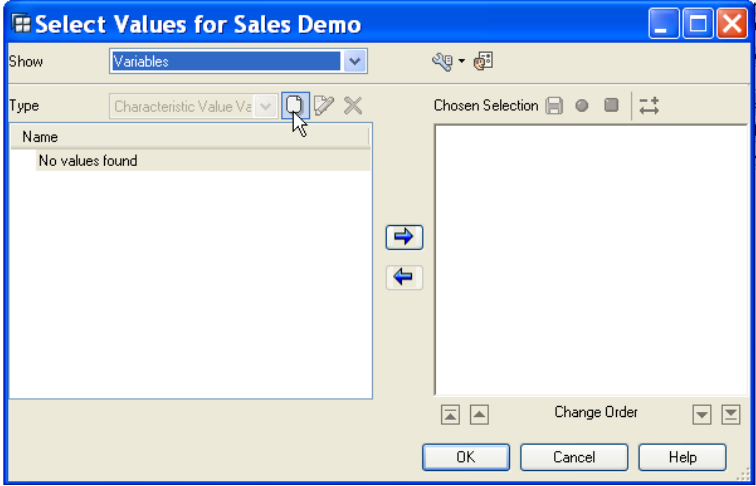 Select Values for Sales Demo
Show Variables
Type Characteristic Value Va Chosen Selection
Name
No values found
Change Order
OK Cancel Help